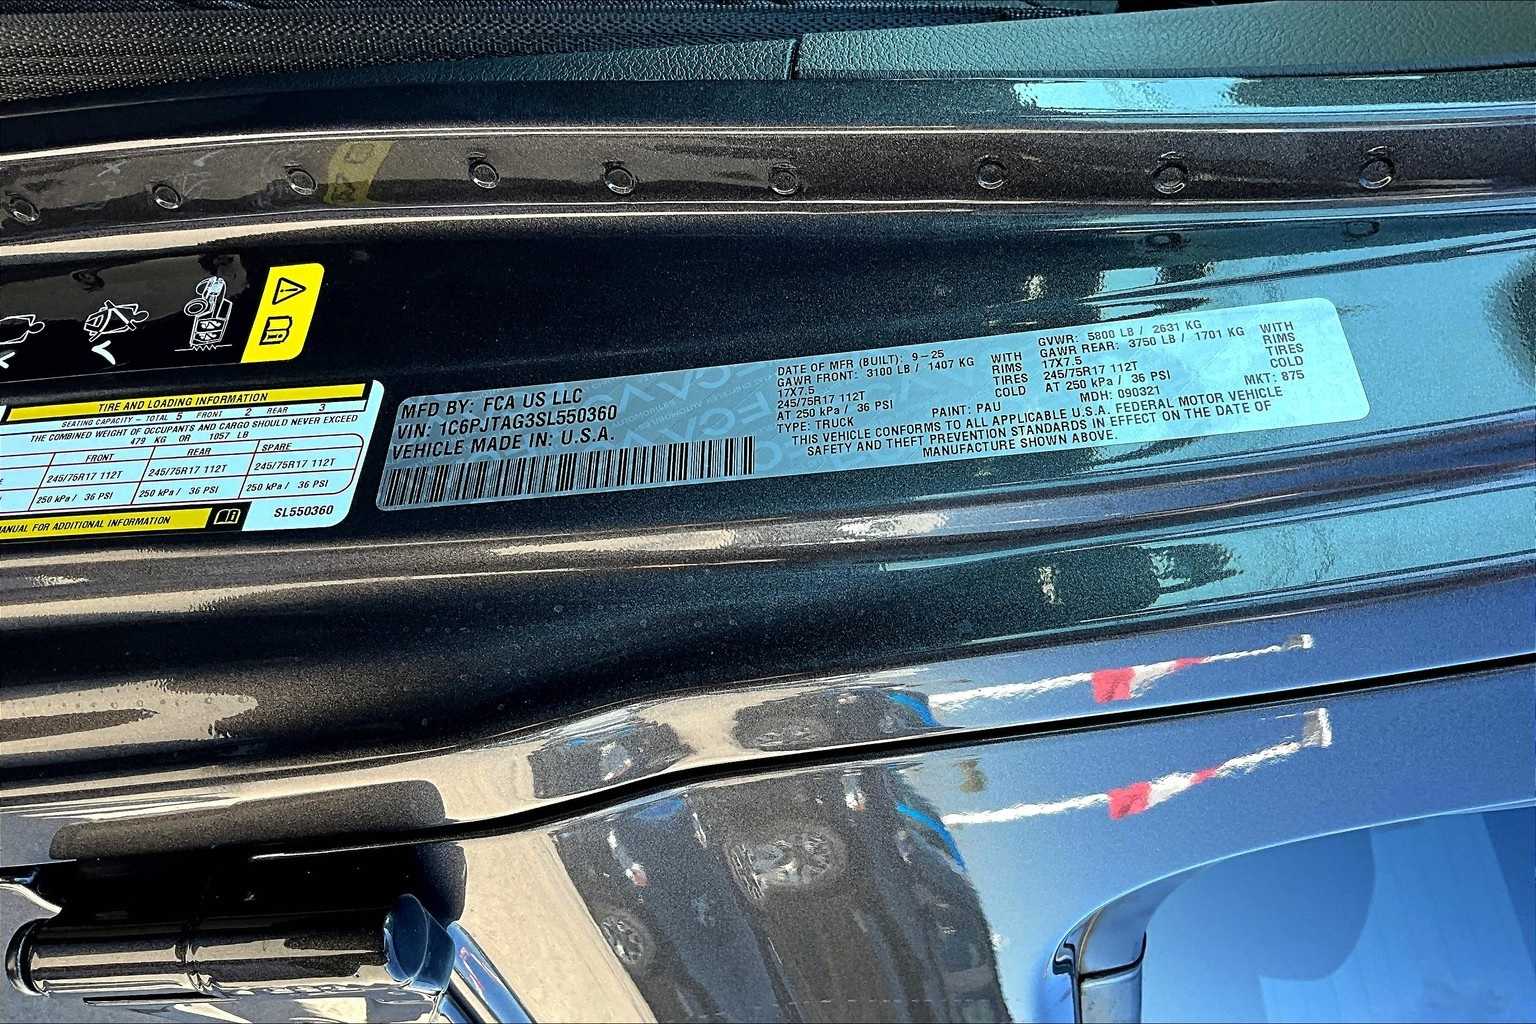 TIRE AND LOADING INFORMATION
SEATING CAPACITY - TOTAL 5 FRONT 2 REAR 3
THE COMBINED WEIGHT OF OCCUPANTS AND CARGO SHOULD NEVER EXCEED
479 KG OR 1057 LB
FRONT REAR SPARE
245/75R17 112T 245/75R17 112T 245/75R17 112T
250 kPa / 36 PSI 250 kPa / 36 PSI 250 kPa / 36 PSI
MANUAL FOR ADDITIONAL INFORMATION
SL550360
MFD BY: FCA US LLC
VIN: 1C6PJTAG3SL550360
VEHICLE MADE IN: U.S.A.
DATE OF MFR (BUILT): 9-25
GAWR FRONT: 3100 LB / 1407 KG WITH
17X7.5 RIMS
245/75R17 112T TIRES
AT 250 kPa / 36 PSI COLD
TYPE: TRUCK PAINT: PAU
GVWR: 5800 LB / 2631 KG
GAWR REAR: 3750 LB / 1701 KG WITH
17X7.5 RIMS
245/75R17 112T TIRES
AT 250 kPa / 36 PSI COLD
MDH: 090321 MKT: 875
THIS VEHICLE CONFORMS TO ALL APPLICABLE U.S.A. FEDERAL MOTOR VEHICLE
SAFETY AND THEFT PREVENTION STANDARDS IN EFFECT ON THE DATE OF
MANUFACTURE SHOWN ABOVE.